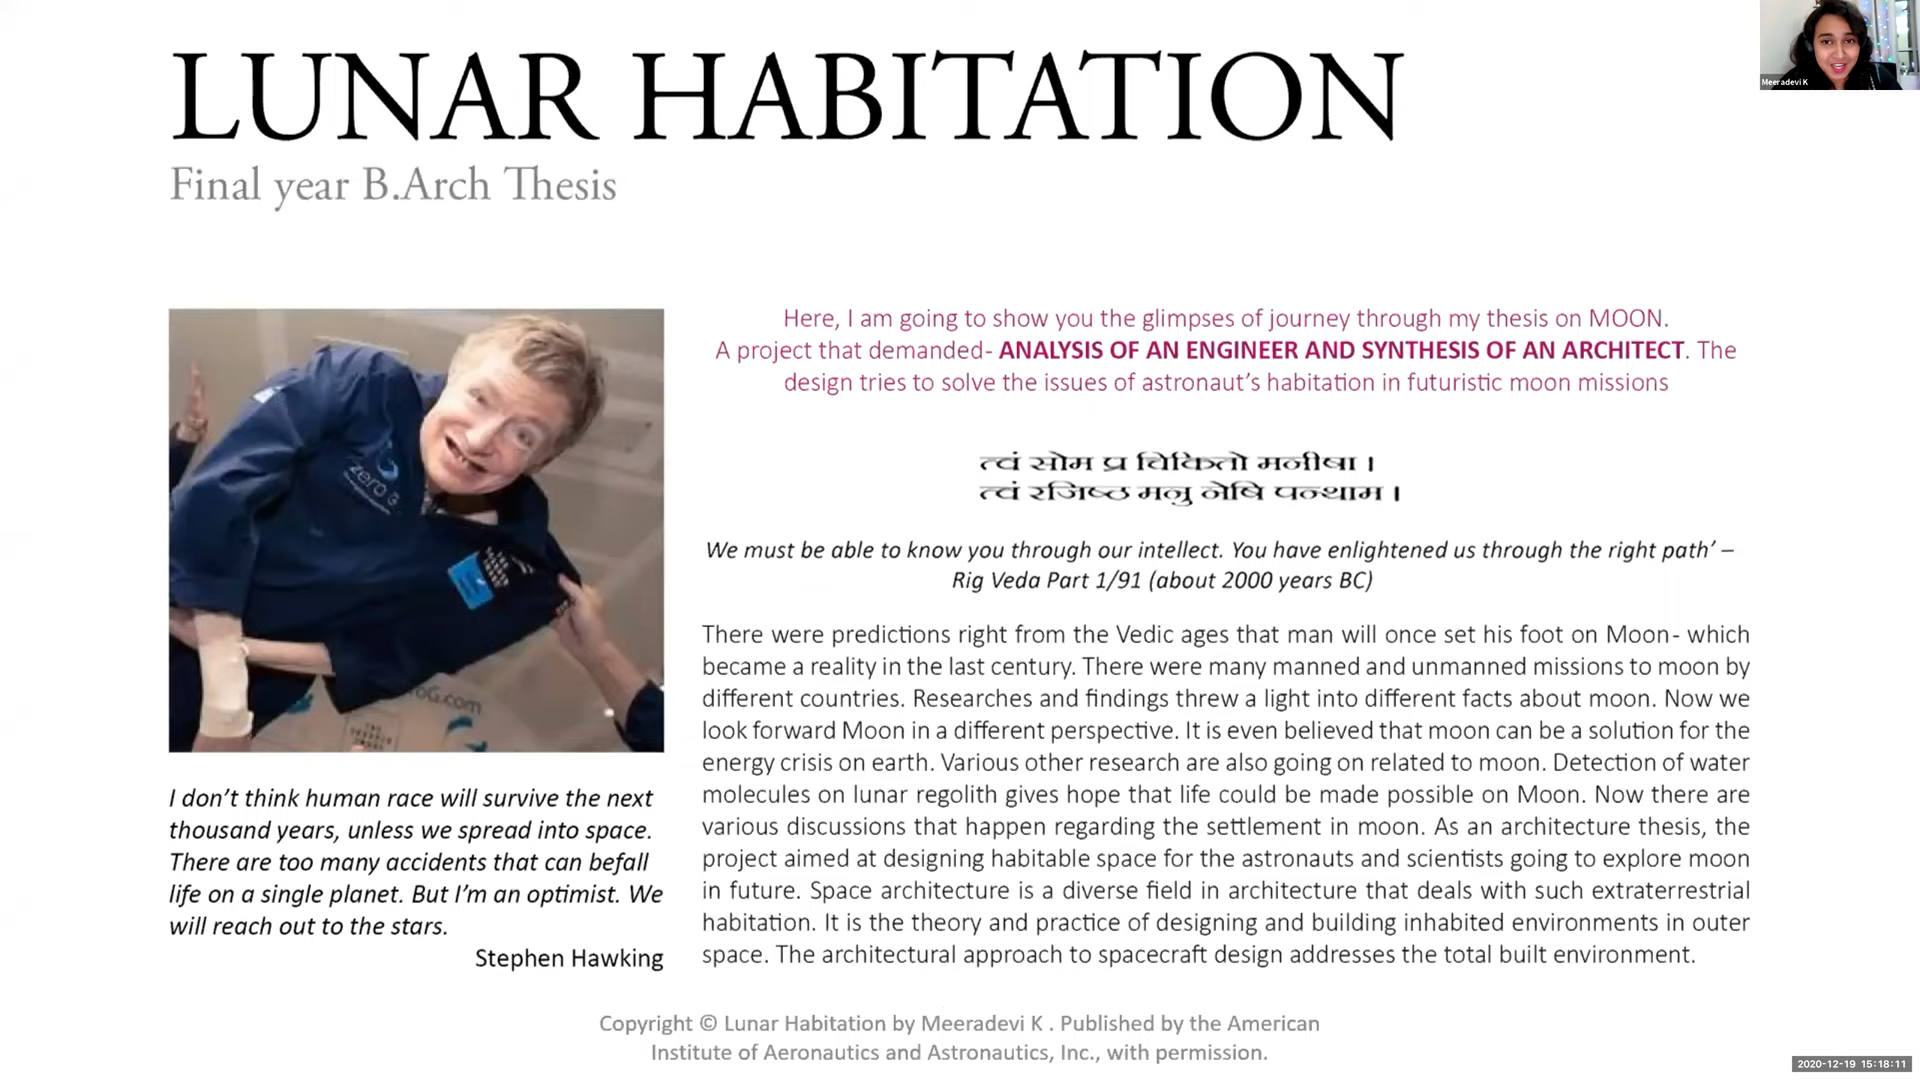 LUNAR HABITATION
Final year B.Arch Thesis
Meeradevi K
zero G
I don't think human race will survive the next
thousand years, unless we spread into space.
There are too many accidents that can befall
life on a single planet. But I'm an optimist. We
will reach out to the stars.
Stephen Hawking
Here, I am going to show you the glimpses of journey through my thesis on MOON.
A project that demanded- ANALYSIS OF AN ENGINEER AND SYNTHESIS OF AN ARCHITECT. The
design tries to solve the issues of astronaut's habitation in futuristic moon missions
त्वं सोम प्र चिकितो मनीषा ।
त्वं रजिष्ठ मनु नेषि पन्थाम ।
We must be able to know you through our intellect. You have enlightened us through the right path' –
Rig Veda Part 1/91 (about 2000 years BC)
There were predictions right from the Vedic ages that man will once set his foot on Moon- which
became a reality in the last century. There were many manned and unmanned missions to moon by
different countries. Researches and findings threw a light into different facts about moon. Now we
look forward Moon in a different perspective. It is even believed that moon can be a solution for the
energy crisis on earth. Various other research are also going on related to moon. Detection of water
molecules on lunar regolith gives hope that life could be made possible on Moon. Now there are
various discussions that happen regarding the settlement in moon. As an architecture thesis, the
project aimed at designing habitable space for the astronauts and scientists going to explore moon
in future. Space architecture is a diverse field in architecture that deals with such extraterrestrial
habitation. It is the theory and practice of designing and building inhabited environments in outer
space. The architectural approach to spacecraft design addresses the total built environment.
Copyright © Lunar Habitation by Meeradevi K . Published by the American
Institute of Aeronautics and Astronautics, Inc., with permission.
2020-12-19 15:18:11